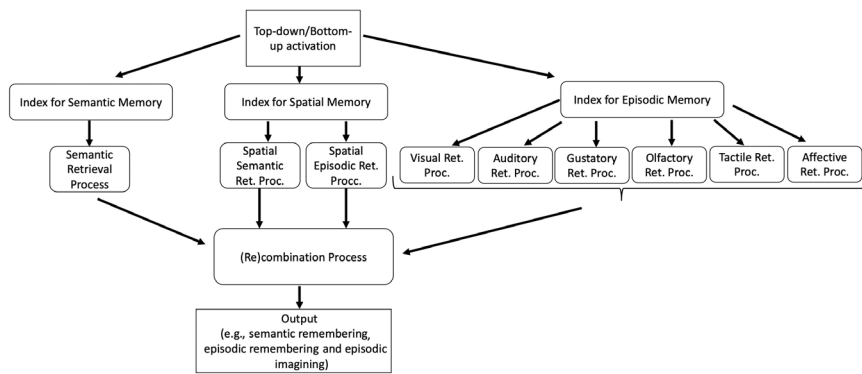 Top-down/Bottom-
up activation
Index for Semantic Memory
Index for Spatial Memory
Index for Episodic Memory
Semantic
Retrieval
Process
Spatial
Semantic
Ret. Proc.
Spatial
Episodic Ret.
Procc.
Visual Ret.
Proc.
Auditory
Ret. Proc.
Gustatory
Ret. Proc.
Olfactory
Ret. Proc.
Tactile Ret.
Proc.
Affective
Ret. Proc.
(Re)combination Process
Output
(e.g., semantic remembering,
episodic remembering and episodic
imagining)